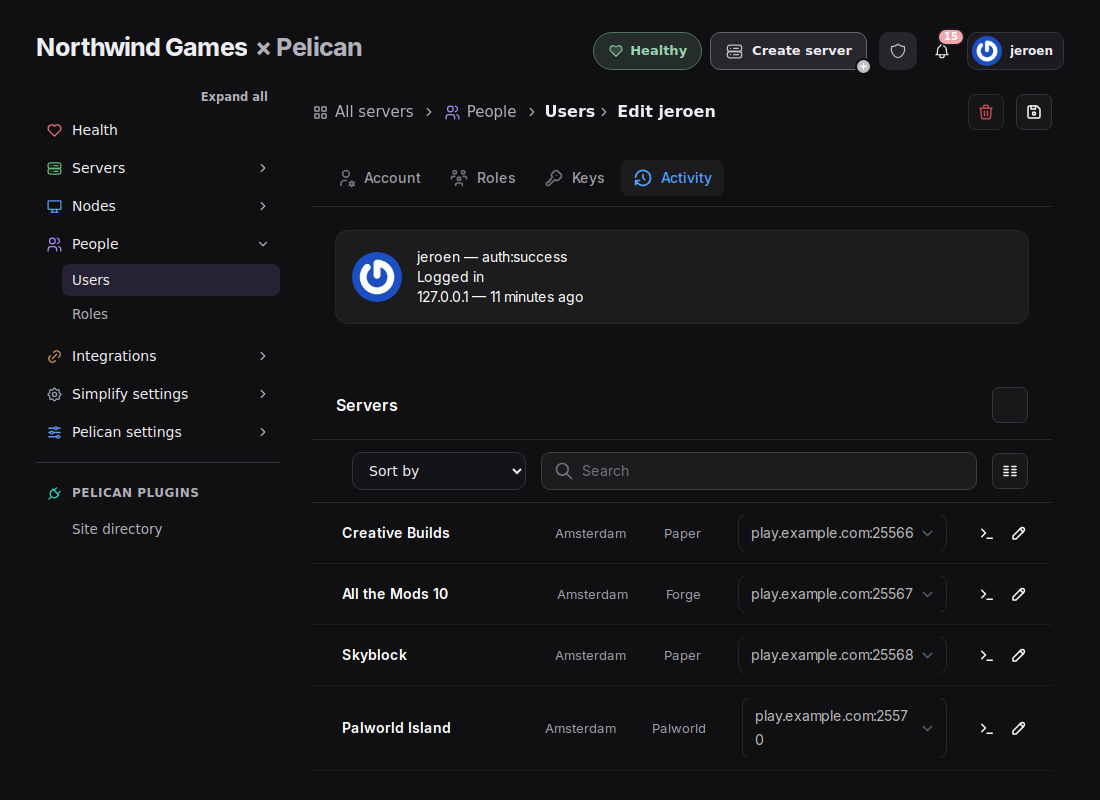 Northwind Games × Pelican
Healthy
Create server
15
jeroen
Expand all
Health
Servers
Nodes
People
Users
Roles
Integrations
Simplify settings
Pelican settings
PELICAN PLUGINS
Site directory
All servers > People > Users > Edit jeroen
Account Roles Keys Activity
jeroen — auth:success
Logged in
127.0.0.1 — 11 minutes ago
Servers
Sort by
Search
Creative Builds Amsterdam Paper play.example.com:25566
All the Mods 10 Amsterdam Forge play.example.com:25567
Skyblock Amsterdam Paper play.example.com:25568
Palworld Island Amsterdam Palworld play.example.com:2557
0